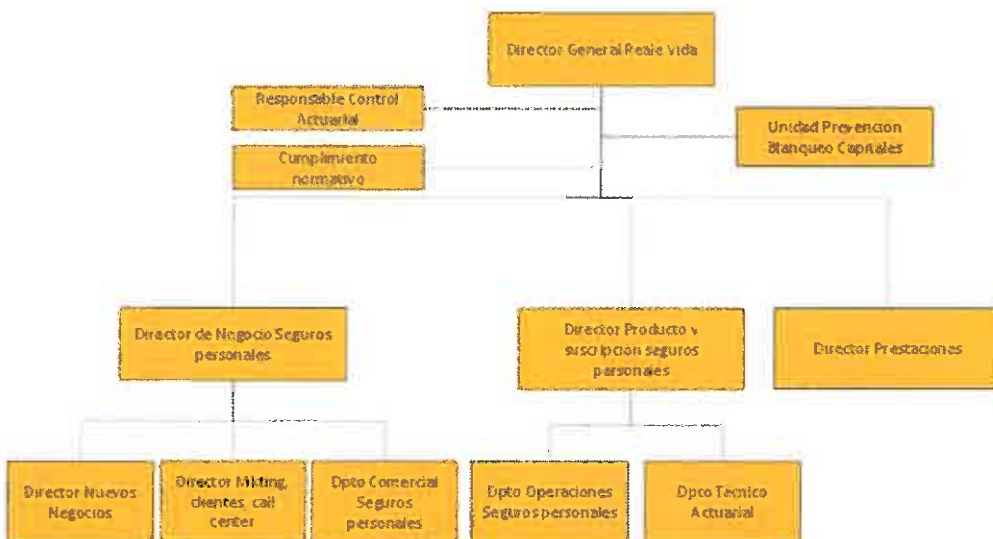 Director General Reale Vida
Responsable Control
Actuarial
Unidad Prevencion
Blanqueo Capitales
Cumplimiento
normativo
Director de Negocio Seguros
personales
Director Producto y
suscripción seguros
personales
Director Prestaciones
Director Nuevos
Negocios
Director Mkting,
clientes, call
center
Dpto Comercial
Seguros
personales
Dpto Operaciones
Seguros personales
Dpto Tecnico
Actuarial